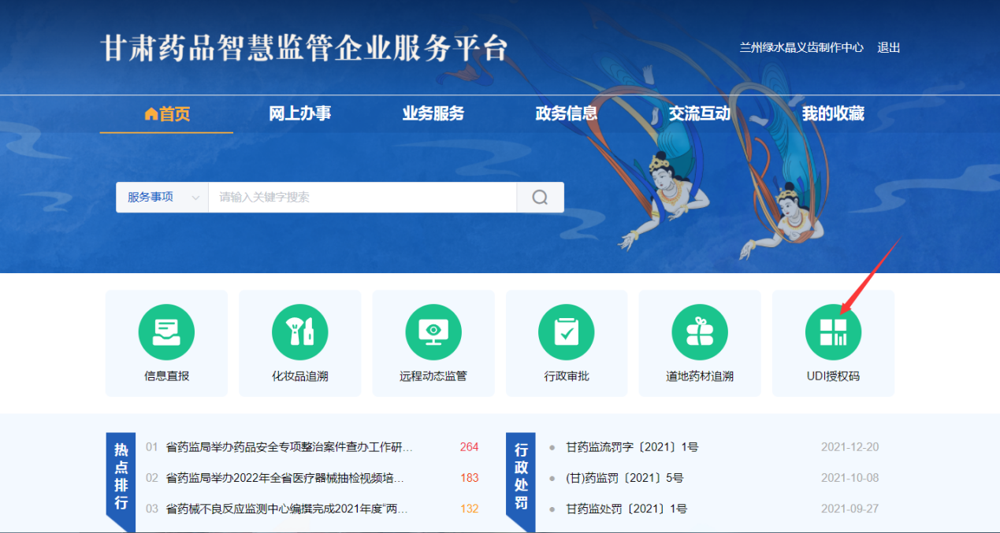 甘肃药品智慧监管企业服务平台
兰州绿水晶义齿制作中心 退出
首页 网上办事 业务服务 政务信息 交流互动 我的收藏
服务事项 请输入关键字搜索
信息直报 化妆品追溯 远程动态监管 行政审批 道地药材追溯 UDI授权码
热点排行
01 省药监局举办药品安全专项整治案件查办工作研... 264
02 省药监局举办2022年全省医疗器械抽检视频培... 183
03 省药械不良反应监测中心编撰完成2021年度“两... 132
行政处罚
甘药监流罚字〔2021〕1号 2021-12-20
(甘)药监罚〔2021〕5号 2021-10-08
甘药监处罚〔2021〕1号 2021-09-27